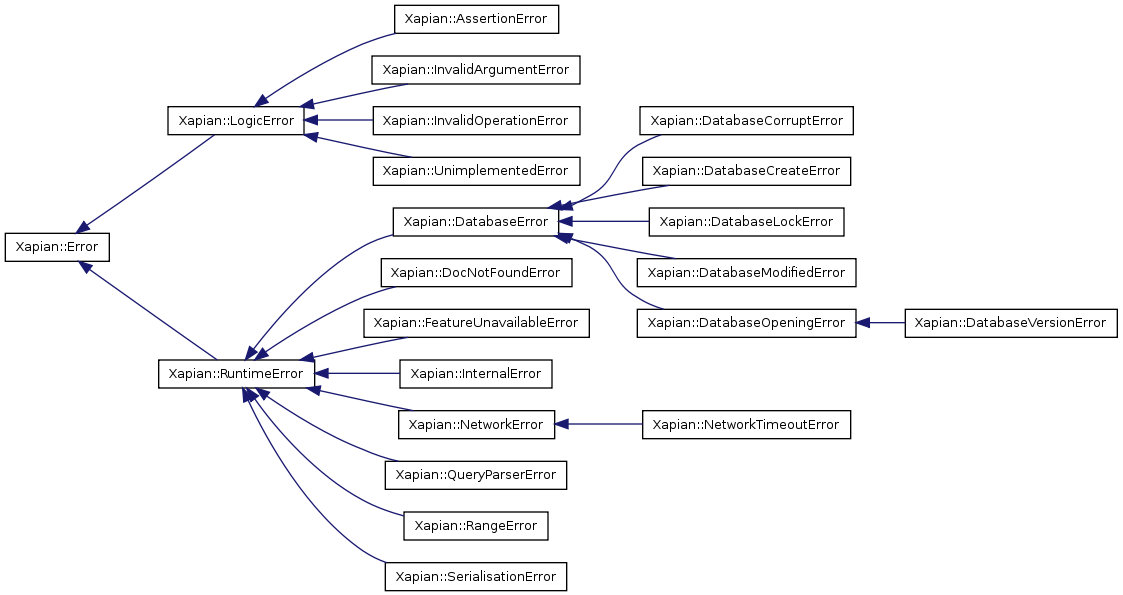 Xapian::AssertionError
Xapian::InvalidArgumentError
Xapian::LogicError
Xapian::InvalidOperationError
Xapian::DatabaseCorruptError
Xapian::UnimplementedError
Xapian::DatabaseCreateError
Xapian::DatabaseError
Xapian::DatabaseLockError
Xapian::Error
Xapian::DocNotFoundError
Xapian::DatabaseModifiedError
Xapian::FeatureUnavailableError
Xapian::DatabaseOpeningError
Xapian::DatabaseVersionError
Xapian::RuntimeError
Xapian::InternalError
Xapian::NetworkError
Xapian::NetworkTimeoutError
Xapian::QueryParserError
Xapian::RangeError
Xapian::SerialisationError